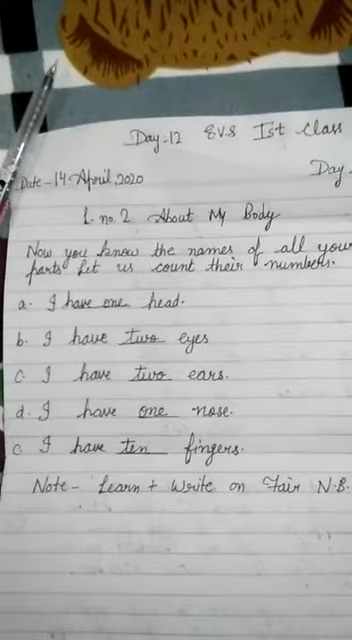 Day-12 EVS Ist Class
Date-14 April, 2020 Day-
L. no. 2 About My Body
Now you know the names of all your
parts Let us count their numbers.
a. I have one head.
b. I have two eyes
c. I have two ears.
d. I have one nose.
c. I have ten fingers.
Note- Learn + Write on Fair N.B.